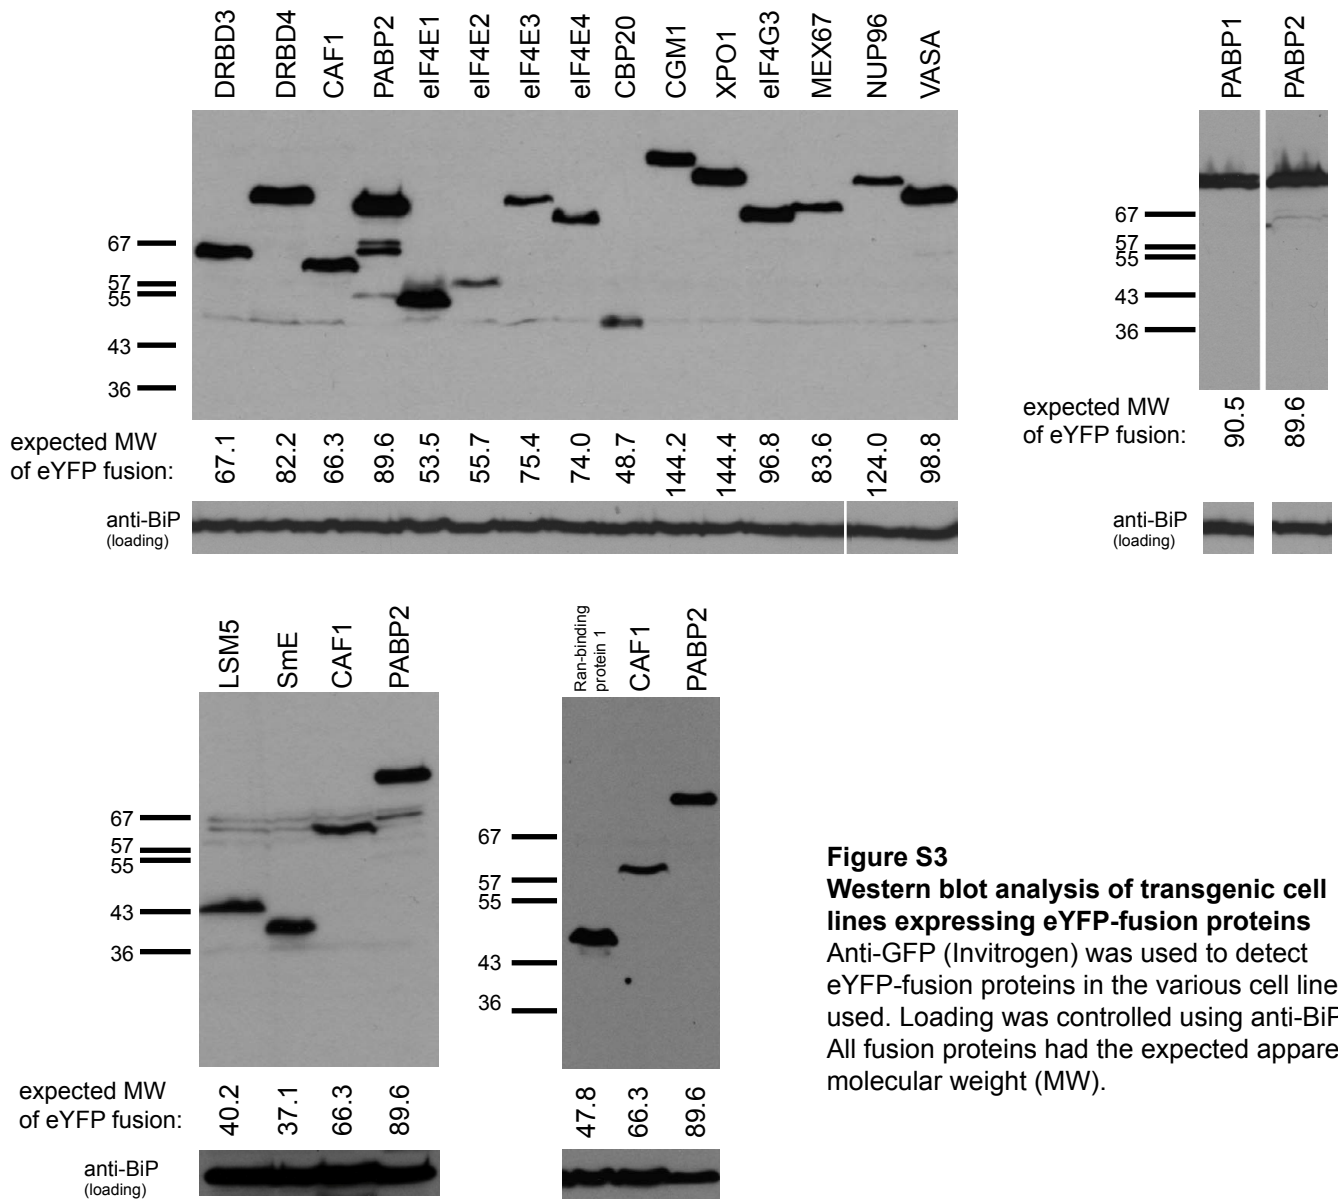 DRBD3 DRBD4 CAF1 PABP2 eIF4E1 eIF4E2 eIF4E3 eIF4E4 CBP20 CGM1 XPO1 eIF4G3 MEX67 NUP96 VASA
67
57
55
43
36
expected MW
of eYFP fusion:
67.1 82.2 66.3 89.6 53.5 55.7 75.4 74.0 48.7 144.2 144.4 96.8 83.6 124.0 98.8
anti-BiP
(loading)
PABP1 PABP2
67
57
55
43
36
expected MW
of eYFP fusion:
90.5 89.6
anti-BiP
(loading)
LSM5 SmE CAF1 PABP2
67
57
55
43
36
expected MW
of eYFP fusion:
40.2 37.1 66.3 89.6
anti-BiP
(loading)
Ran-binding
protein 1
CAF1 PABP2
67
57
55
43
36
47.8 66.3 89.6
Figure S3
Western blot analysis of transgenic cell
lines expressing eYFP-fusion proteins
Anti-GFP (Invitrogen) was used to detect
eYFP-fusion proteins in the various cell line
used. Loading was controlled using anti-BiP
All fusion proteins had the expected appare
molecular weight (MW).